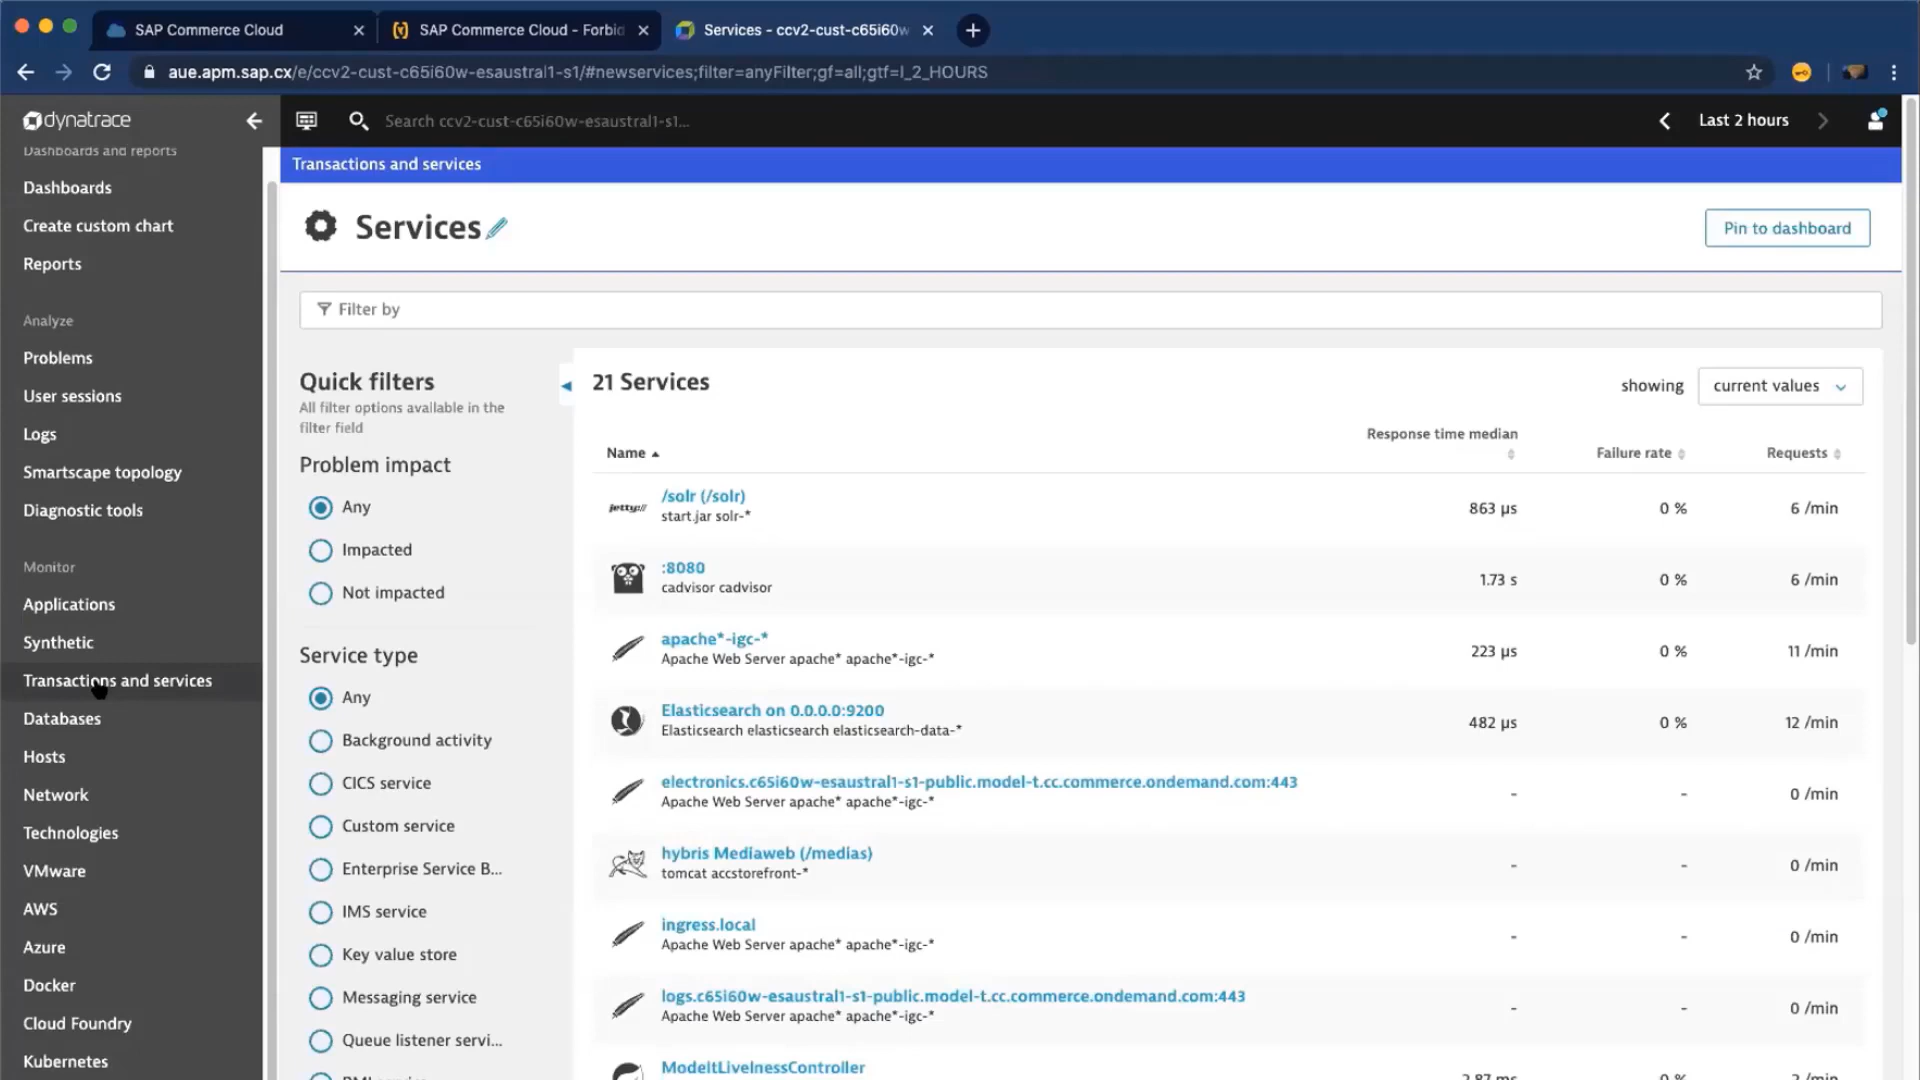 SAP Commerce Cloud
SAP Commerce Cloud - Forbid
Services - ccv2-cust-c65i60w
aue.apm.sap.cx/e/ccv2-cust-c65i60w-esaustral1-s1/#newservices;filter=anyFilter;gf=all;gtf=l_2_HOURS
dynatrace
Search ccv2-cust-c65i60w-esaustral1-s1...
Last 2 hours
Dashboards and reports
Dashboards
Create custom chart
Reports
Analyze
Problems
User sessions
Logs
Smartscape topology
Diagnostic tools
Monitor
Applications
Synthetic
Transactions and services
Databases
Hosts
Network
Technologies
VMware
AWS
Azure
Docker
Cloud Foundry
Kubernetes
Transactions and services
Services
Pin to dashboard
Filter by
Quick filters
All filter options available in the
filter field
Problem impact
Any
Impacted
Not impacted
Service type
Any
Background activity
CICS service
Custom service
Enterprise Service B...
IMS service
Key value store
Messaging service
Queue listener servi...
21 Services
showing
current values
Name
Response time median
Failure rate
Requests
jetty://
/solr (/solr)
start.jar solr-*
863 µs
0 %
6 /min
:8080
cadvisor cadvisor
1.73 s
0 %
6 /min
apache*-igc-*
Apache Web Server apache* apache*-igc-*
223 µs
0 %
11 /min
Elasticsearch on 0.0.0.0:9200
Elasticsearch elasticsearch elasticsearch-data-*
482 µs
0 %
12 /min
electronics.c65i60w-esaustral1-s1-public.model-t.cc.commerce.ondemand.com:443
Apache Web Server apache* apache*-igc-*
-
-
0 /min
hybris Mediaweb (/medias)
tomcat accstorefront-*
-
-
0 /min
ingress.local
Apache Web Server apache* apache*-igc-*
-
-
0 /min
logs.c65i60w-esaustral1-s1-public.model-t.cc.commerce.ondemand.com:443
Apache Web Server apache* apache*-igc-*
-
-
0 /min
ModeltLivelnessController
2.87 ms
0 %